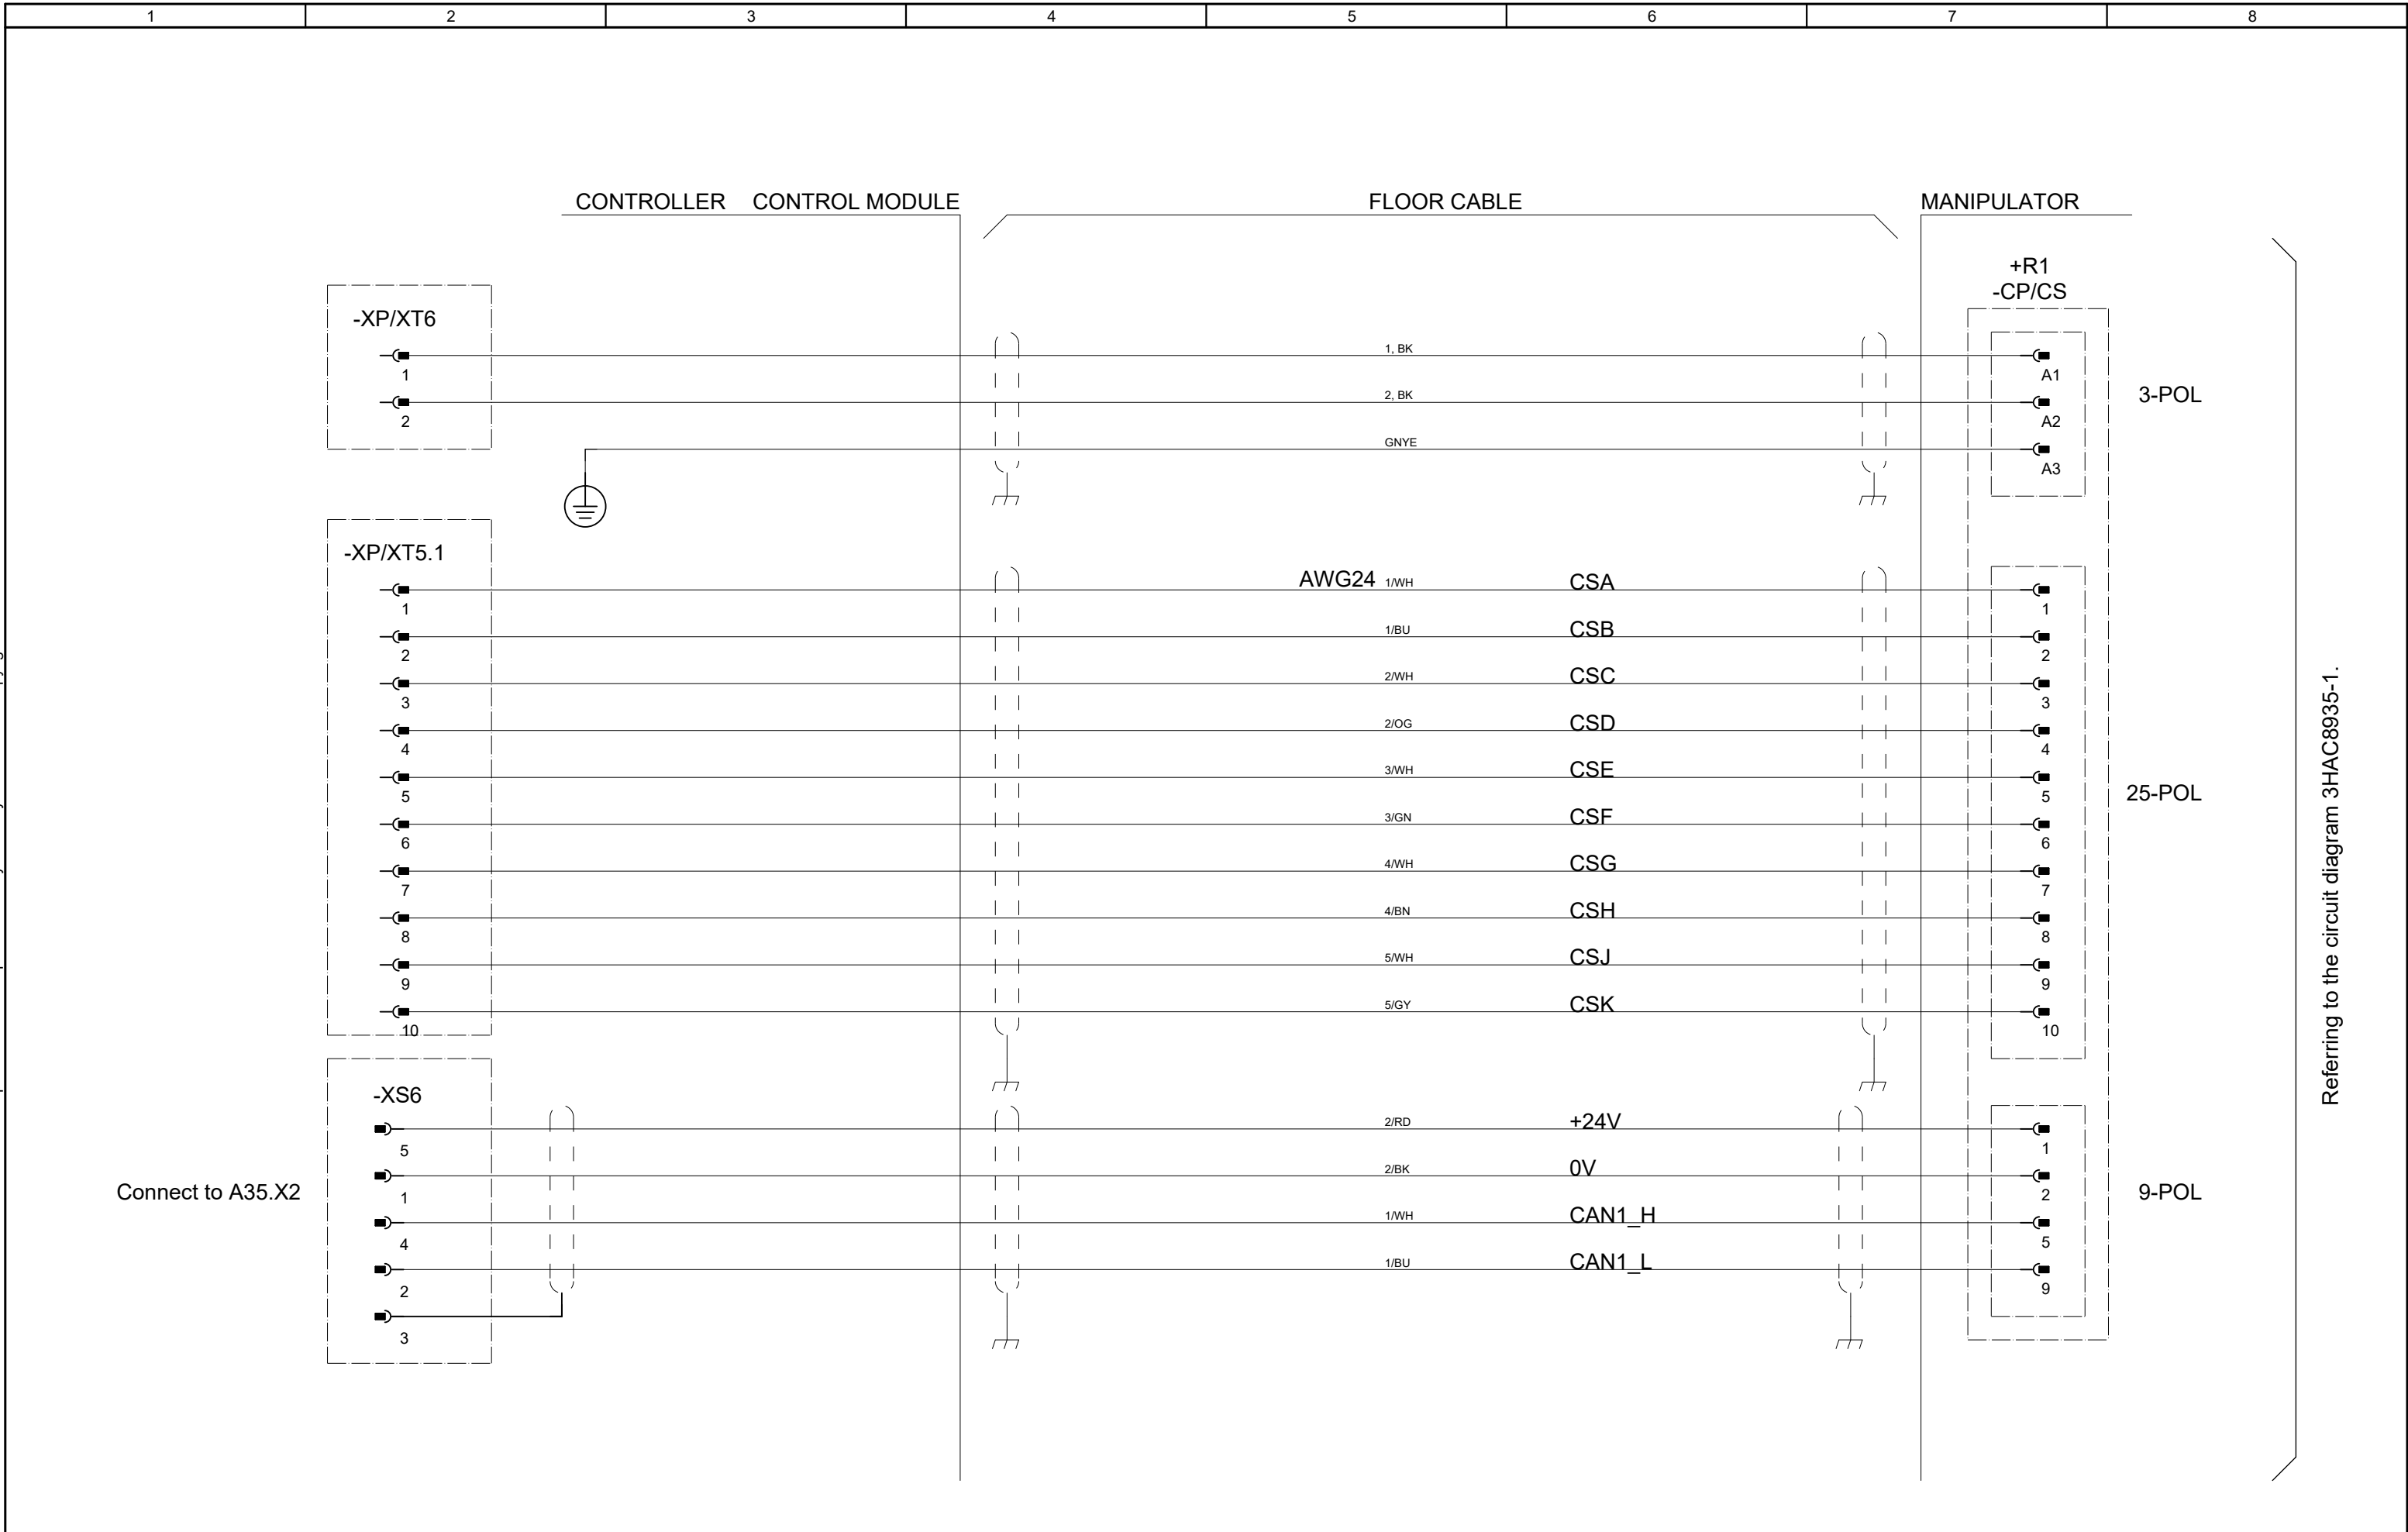 1 2 3 4 5 6 7 8
CONTROLLER CONTROL MODULE FLOOR CABLE MANIPULATOR
+R1
-CP/CS
-XP/XT6
1, BK
1 A1
2, BK
2 A2
3-POL
GNYE
A3
-XP/XT5.1
AWG24 1/WH CSA
1 1
1/BU CSB
2 2
2/WH CSC
3 3
2/OG CSD
4 4
3/WH CSE
5 5
25-POL
3/GN CSF
6 6
4/WH CSG
7 7
4/BN CSH
8 8
5/WH CSJ
9 9
5/GY CSK
10 10
-XS6
2/RD +24V
5 1
2/BK 0V
1 2
Connect to A35.X2
9-POL
1/WH CAN1_H
4 5
1/BU CAN1_L
2 9
3
Referring to the circuit diagram 3HAC8935-1.